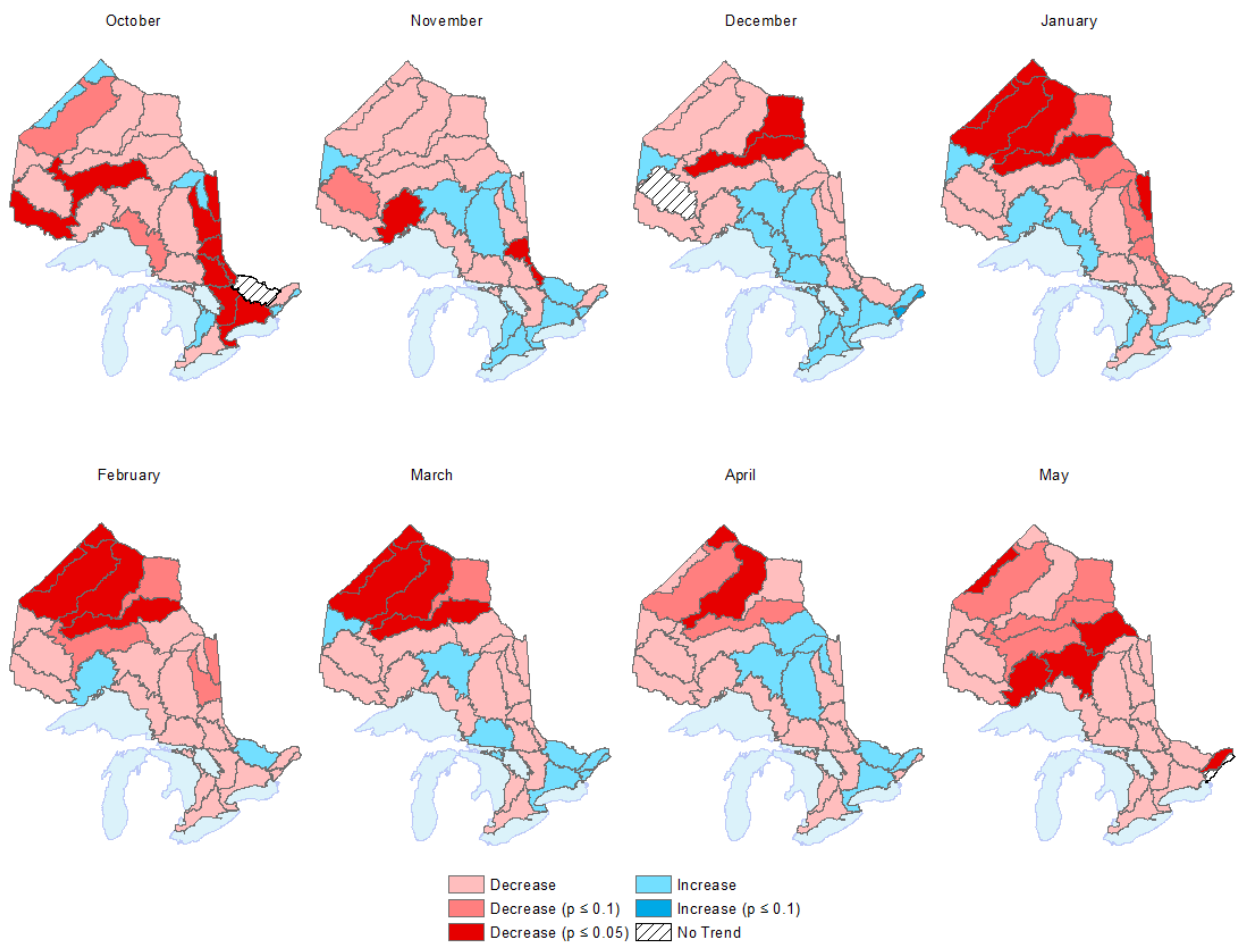 October
November
December
January
February
March
April
May
Decrease
Increase
Decrease (p ≤ 0.1)
Increase (p ≤ 0.1)
Decrease (p ≤ 0.05)
No Trend